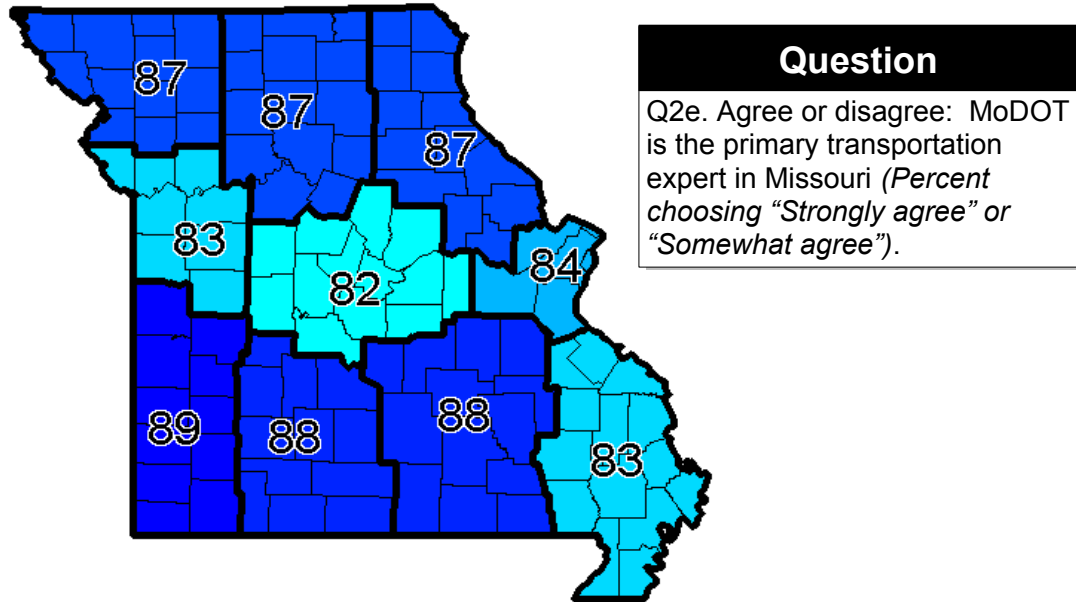 87
87
87
83
82
84
89
88
88
83
Question
Q2e. Agree or disagree:  MoDOT
is the primary transportation
expert in Missouri (Percent
choosing “Strongly agree” or
“Somewhat agree”).